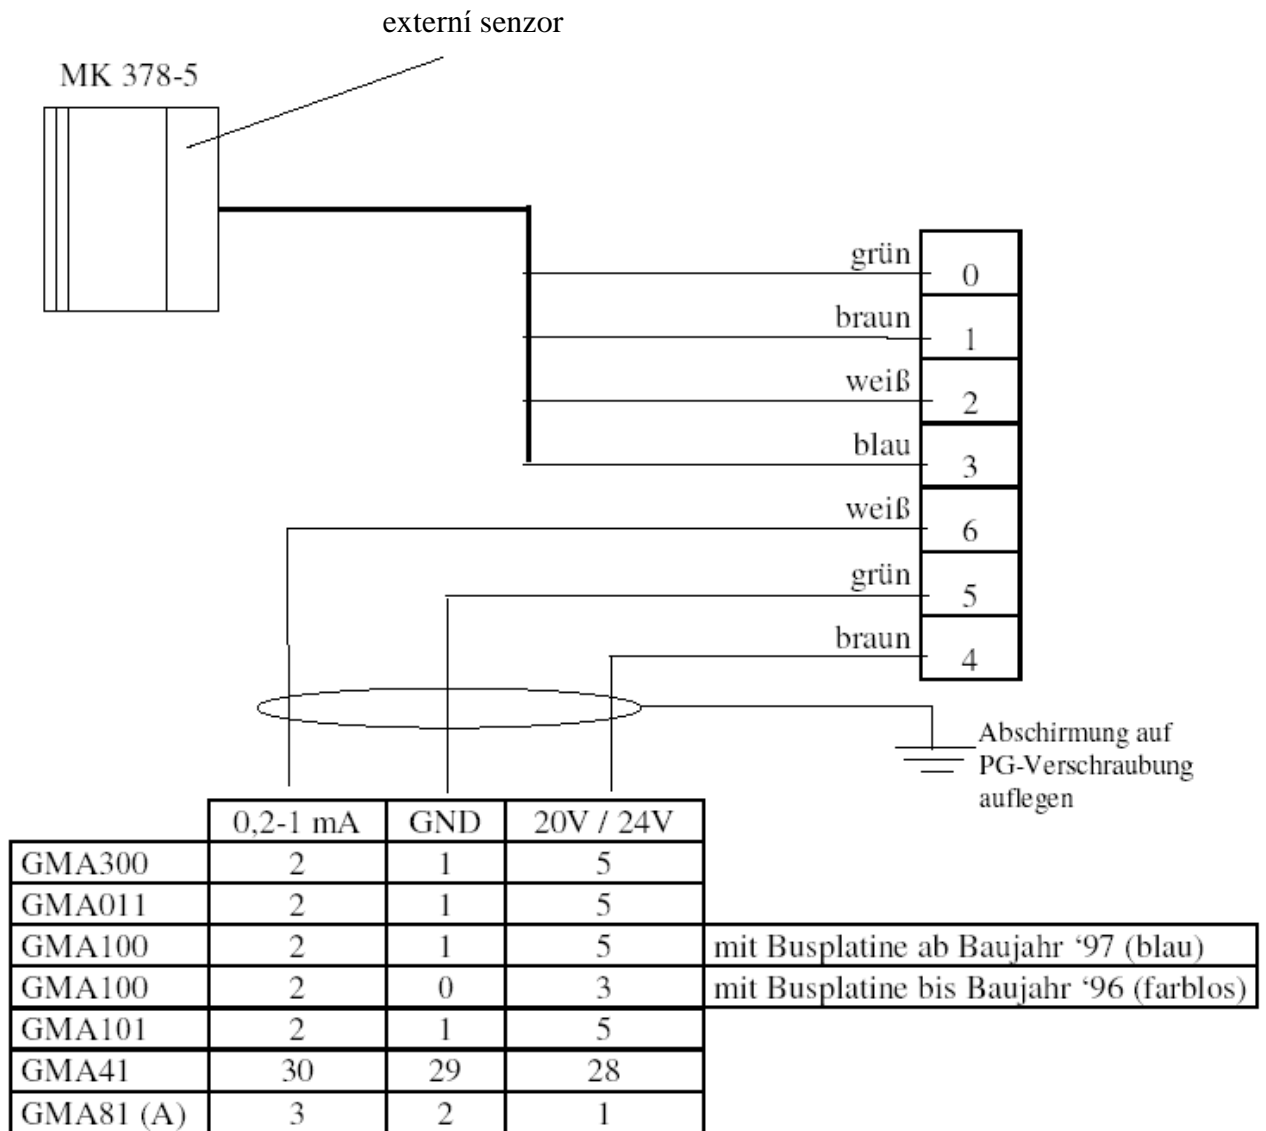 externí senzor
MK 378-5
grün 0
braun 1
weiß 2
blau 3
weiß 6
grün 5
braun 4
Abschirmung auf
PG-Verschraubung
auflegen
0,2-1 mA GND 20V / 24V
GMA300 2 1 5
GMA011 2 1 5
GMA100 2 1 5 mit Busplatine ab Baujahr ‘97 (blau)
GMA100 2 0 3 mit Busplatine bis Baujahr ‘96 (farblos)
GMA101 2 1 5
GMA41 30 29 28
GMA81 (A) 3 2 1